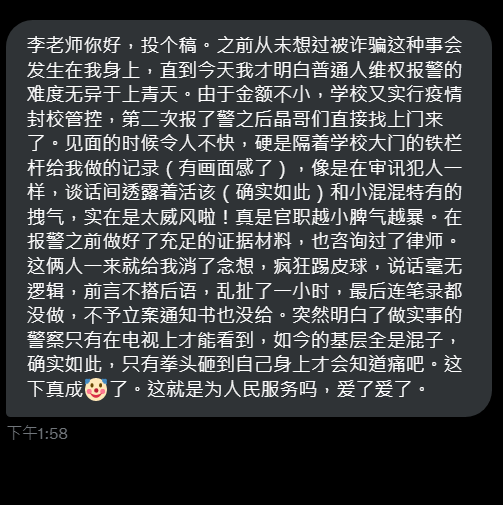 李老师你好，投个稿。之前从未想过被诈骗这种事会
发生在我身上，直到今天我才明白普通人维权报警的
难度无异于上青天。由于金额不小，学校又实行疫情
封校管控，第二次报了警之后晶哥们直接找上门来
了。见面的时候令人不快，硬是隔着学校大门的铁栏
杆给我做的记录（有画面感了），像是在审讯犯人一
样，谈话间透露着活该（确实如此）和小混混特有的
拽气，实在是太威风啦！真是官职越小脾气越暴。在
报警之前做好了充足的证据材料，也咨询过了律师。
这俩人一来就给我消了念想，疯狂踢皮球，说话毫无
逻辑，前言不搭后语，乱扯了一小时，最后连笔录都
没做，不予立案通知书也没给。突然明白了做实事的
警察只有在电视上才能看到，如今的基层全是混子，
确实如此，只有拳头砸到自己身上才会知道痛吧。这
下真成🤡了。这就是为人民服务吗，爱了爱了。
下午1:58